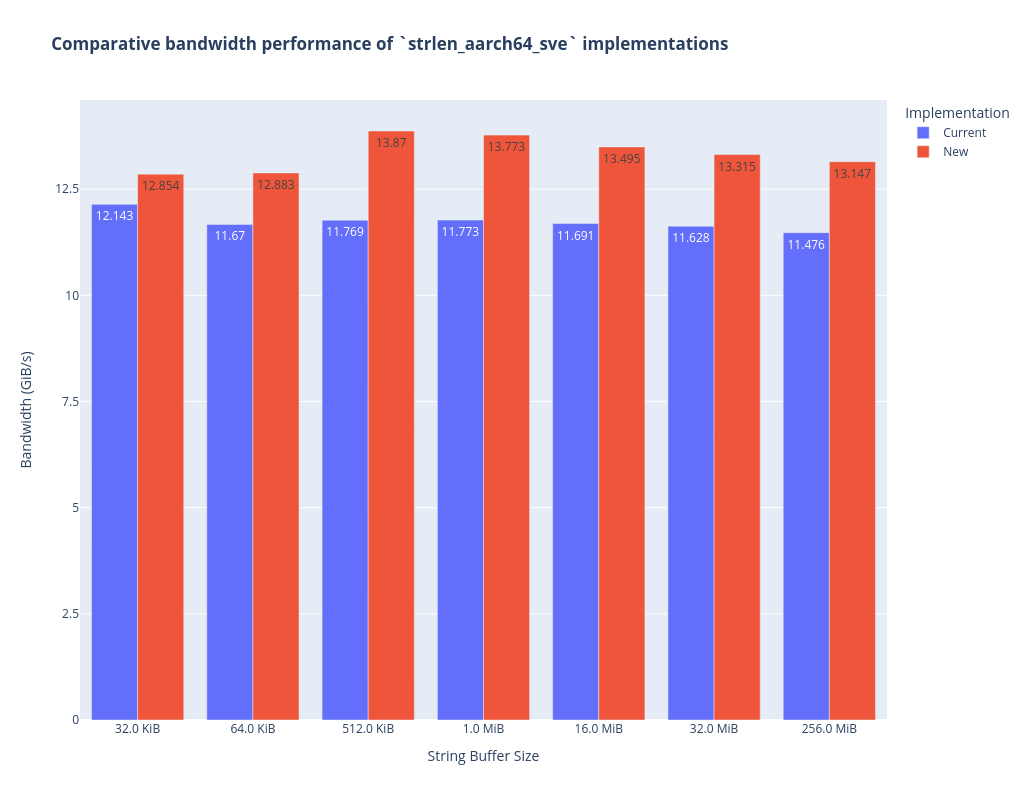 Comparative bandwidth performance of `strlen_aarch64_sve` implementations
Implementation
Current
New
Bandwidth (GiB/s)
12.5
10
7.5
5
2.5
0
12.143
12.854
11.67
12.883
11.769
13.87
11.773
13.773
11.691
13.495
11.628
13.315
11.476
13.147
32.0 KiB
64.0 KiB
512.0 KiB
1.0 MiB
16.0 MiB
32.0 MiB
256.0 MiB
String Buffer Size